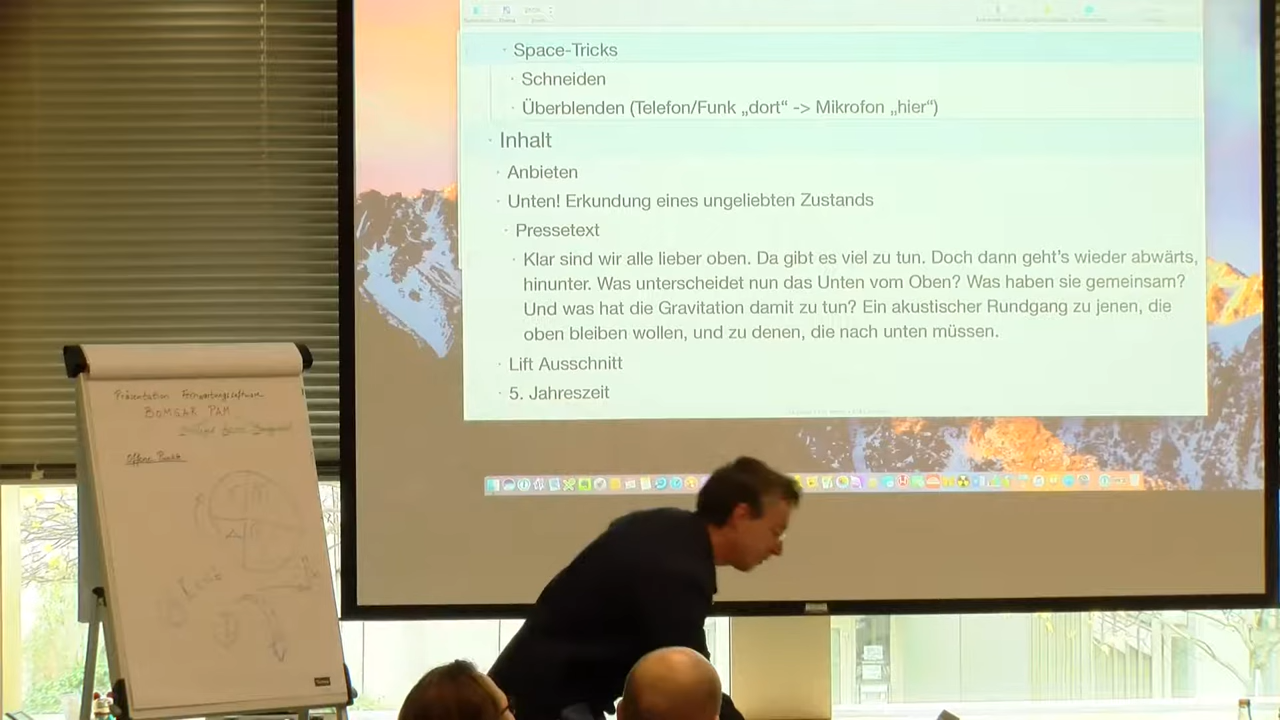 Space-Tricks
Schneiden
Überblenden (Telefon/Funk „dort“ -> Mikrofon „hier“)
Inhalt
Anbieten
Unten! Erkundung eines ungeliebten Zustands
Pressetext
Klar sind wir alle lieber oben. Da gibt es viel zu tun. Doch dann geht's wieder abwärts,
hinunter. Was unterscheidet nun das Unten vom Oben? Was haben sie gemeinsam?
Und was hat die Gravitation damit zu tun? Ein akustischer Rundgang zu jenen, die
oben bleiben wollen, und zu denen, die nach unten müssen.
Lift Ausschnitt
5. Jahreszeit
Präsentation Fernwartungssoftware
BOMGAR PAM
Offene Punkte